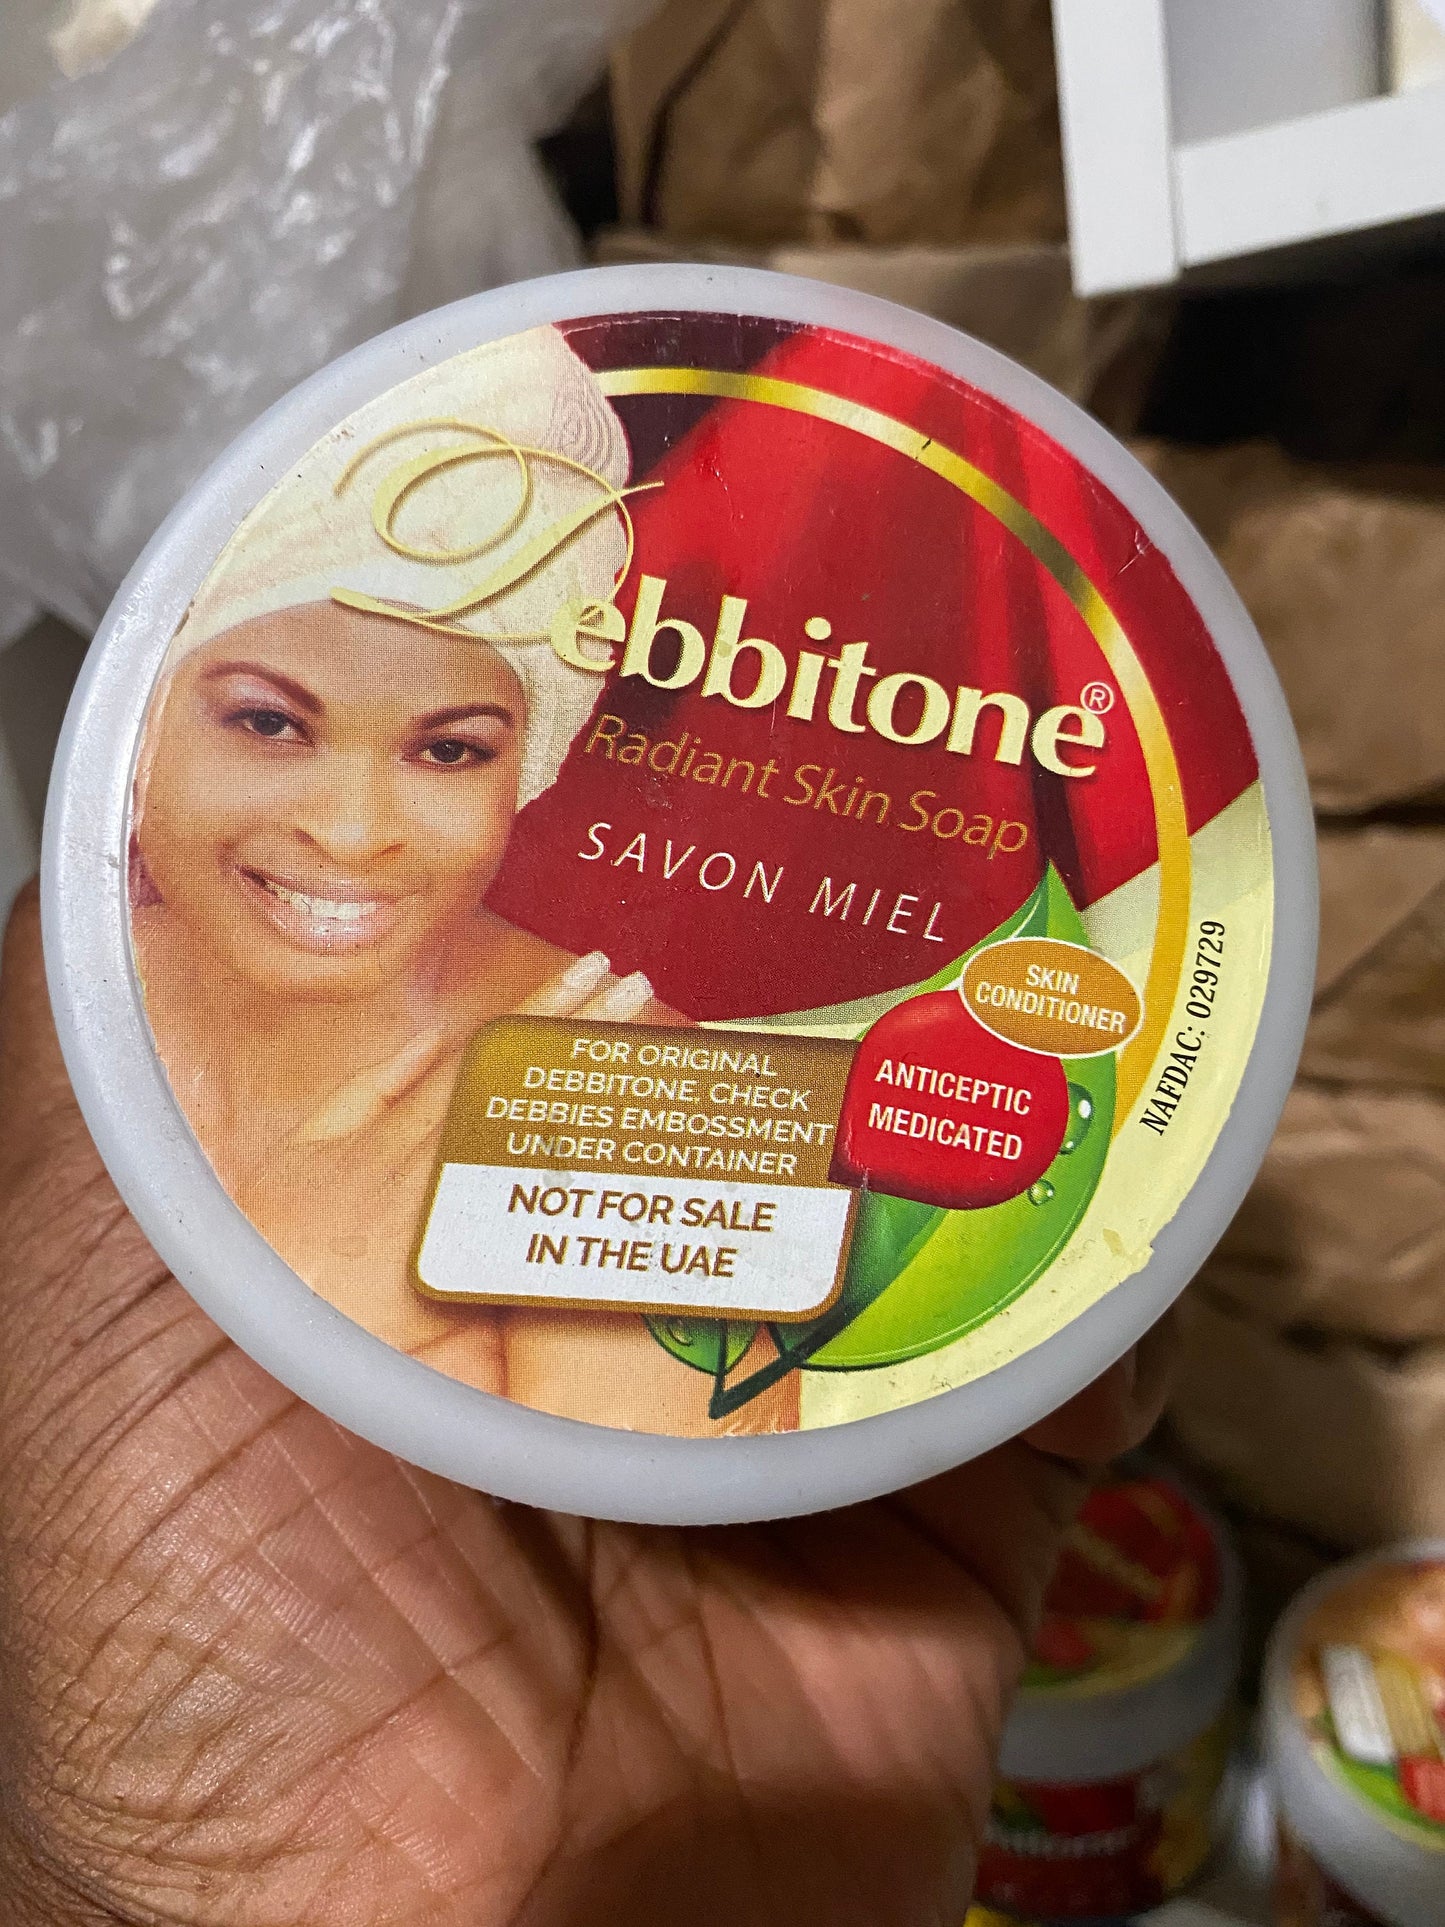 Debbitone®
Radiant Skin Soap
SAVON MIEL
SKIN
CONDITIONER
ANTICEPTIC
MEDICATED
NAFDAC: 029729
FOR ORIGINAL
DEBBITONE. CHECK
DEBBIES EMBOSSMENT
UNDER CONTAINER
NOT FOR SALE
IN THE UAE